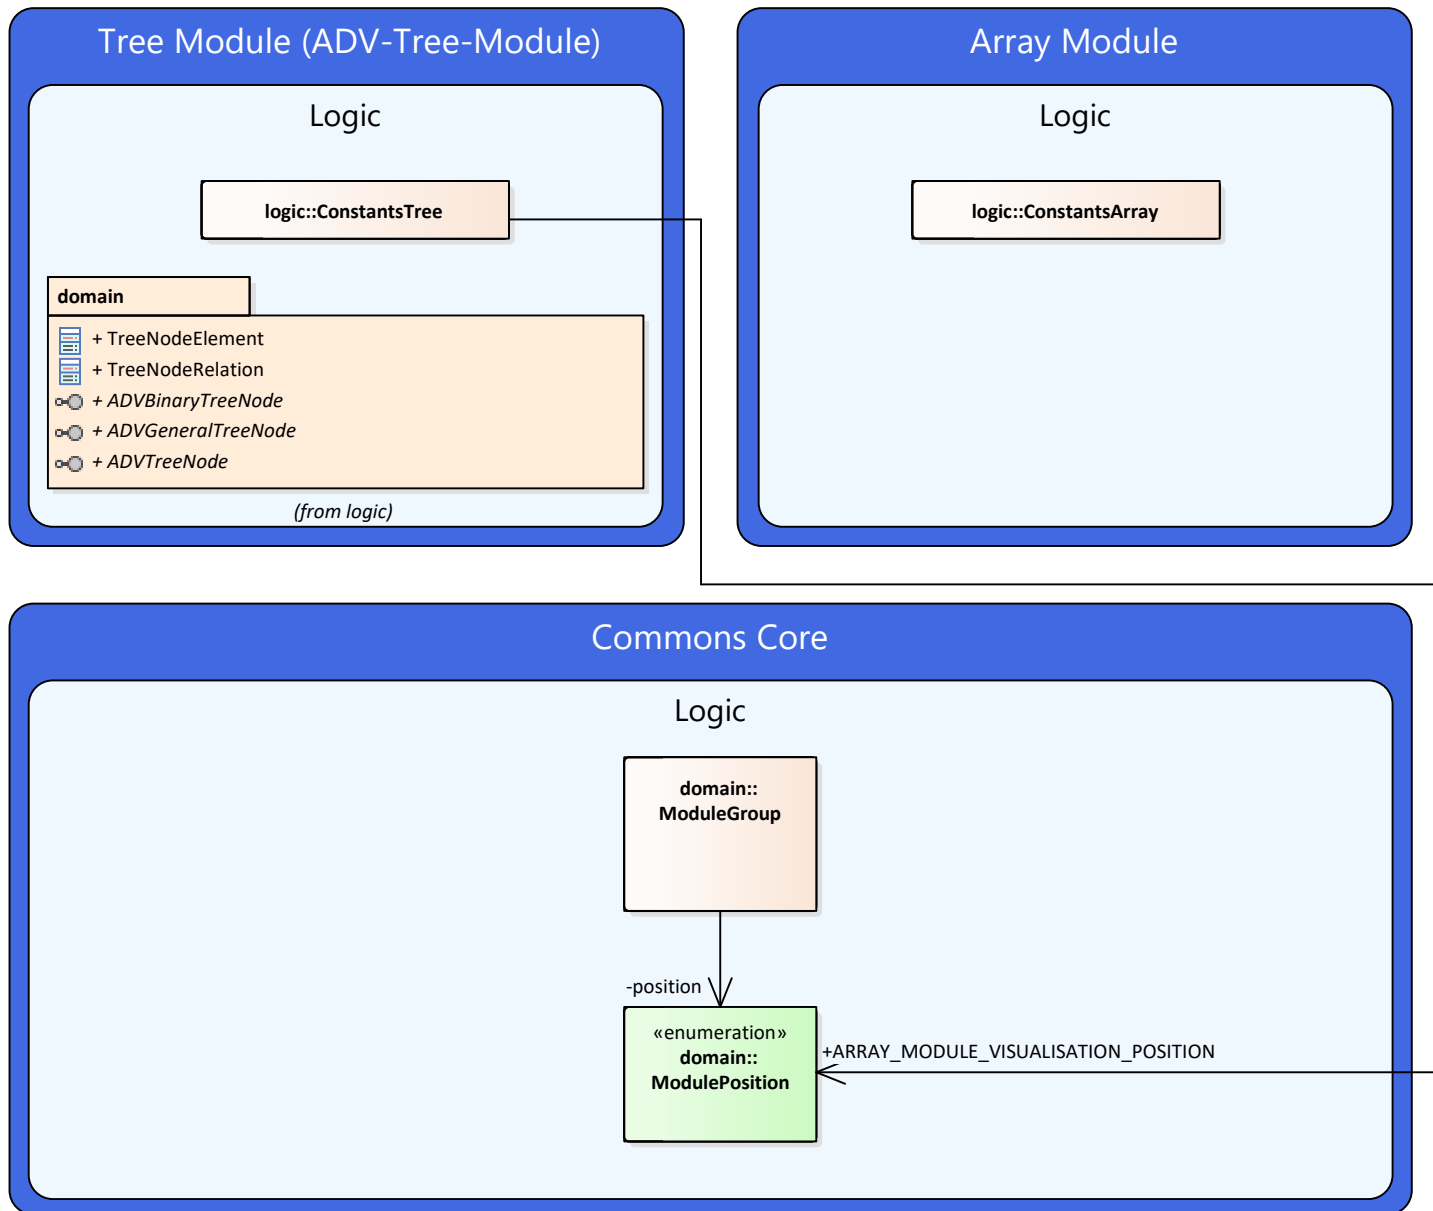 Tree Module (ADV-Tree-Module)
Logic
logic::ConstantsTree
domain
+ TreeNodeElement
+ TreeNodeRelation
+ ADVBinaryTreeNode
+ ADVGeneralTreeNode
+ ADVTreeNode
(from logic)
Array Module
Logic
logic::ConstantsArray
Commons Core
Logic
domain::
ModuleGroup
-position
«enumeration»
domain::
ModulePosition
+ARRAY_MODULE_VISUALISATION_POSITION